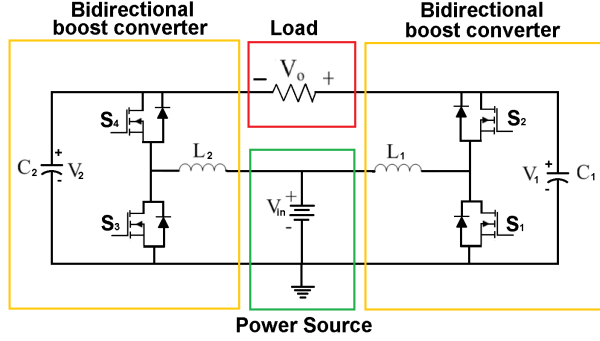 Bidirectional
boost converter
Load
Bidirectional
boost converter
− Vo +
S4
S2
L2
L1
C2
+
-
V2
Vin
+
-
V1
+
-
C1
S3
S1
Power Source